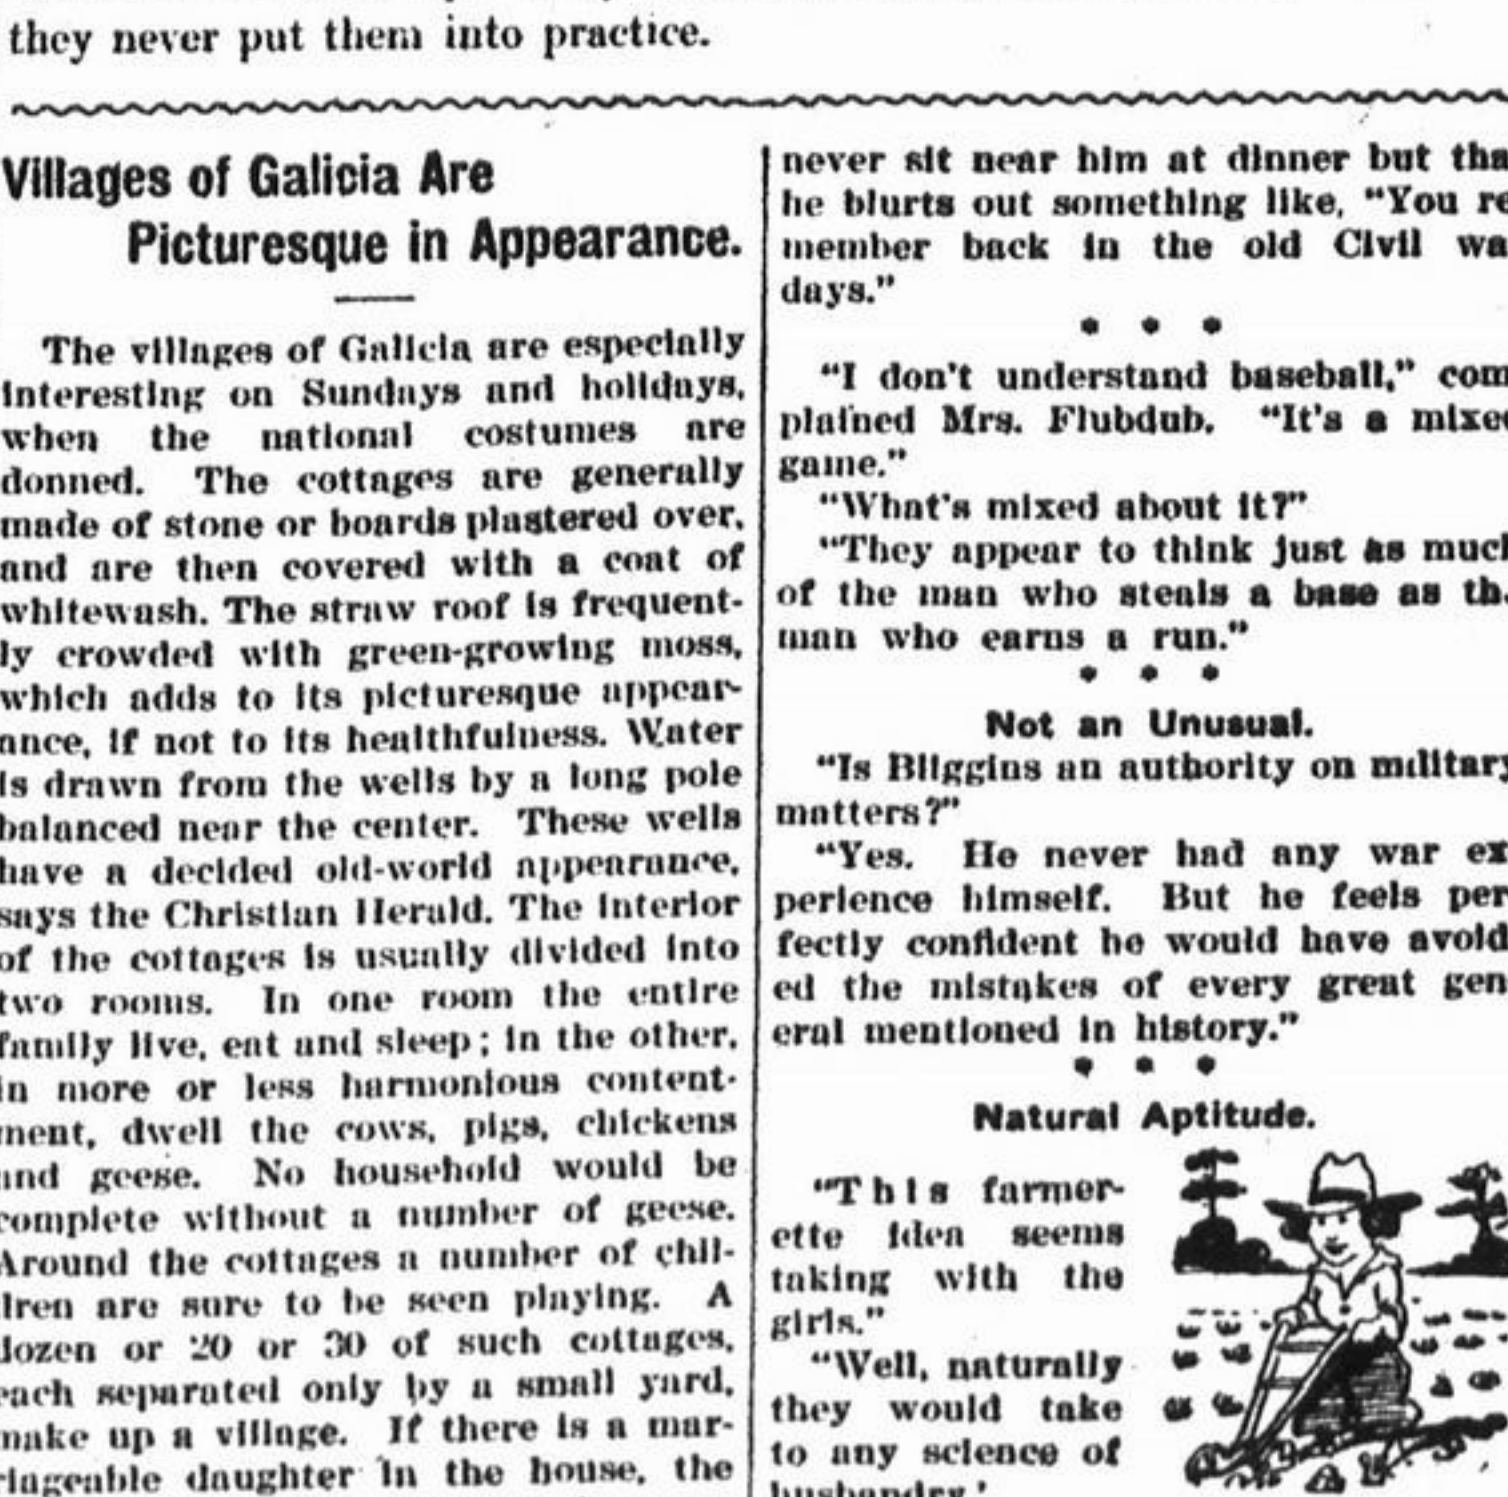 they never put them into practice.
Villages of Galicia Are
Picturesque in Appearance.
The villages of Galicia are especially
interesting on Sundays and holidays,
when the national costumes are
donned. The cottages are generally
made of stone or boards plastered over,
and are then covered with a coat of
whitewash. The straw roof is frequent-
ly crowded with green-growing moss,
which adds to its picturesque appear-
ance, if not to its healthfulness. Water
is drawn from the wells by a long pole
balanced near the center. These wells
have a decided old-world appearance,
says the Christian Herald. The interior
of the cottages is usually divided into
two rooms. In one room the entire
family live, eat and sleep; in the other,
in more or less harmonious content-
ment, dwell the cows, pigs, chickens
and geese. No household would be
complete without a number of geese.
Around the cottages a number of chil-
dren are sure to be seen playing. A
dozen or 20 or 30 of such cottages,
each separated only by a small yard,
make up a village. If there is a mar-
riageable daughter in the house, the
never sit near him at dinner but tha
he blurts out something like, "You re
member back in the old Civil wa
days."
* * *
"I don't understand baseball," com
plained Mrs. Flubdub. "It's a mixed
game."
"What's mixed about it?"
"They appear to think just as much
of the man who steals a base as th
man who earns a run."
* * *
Not an Unusual.
"Is Bliggins an authority on military
matters?"
"Yes. He never had any war ex
perience himself. But he feels per
fectly confident he would have avoid
ed the mistakes of every great gen
eral mentioned in history."
* * *
Natural Aptitude.
"This farmer-
ette idea seems
taking with the
girls."
"Well, naturally
they would take
to any science of
husbandry.'